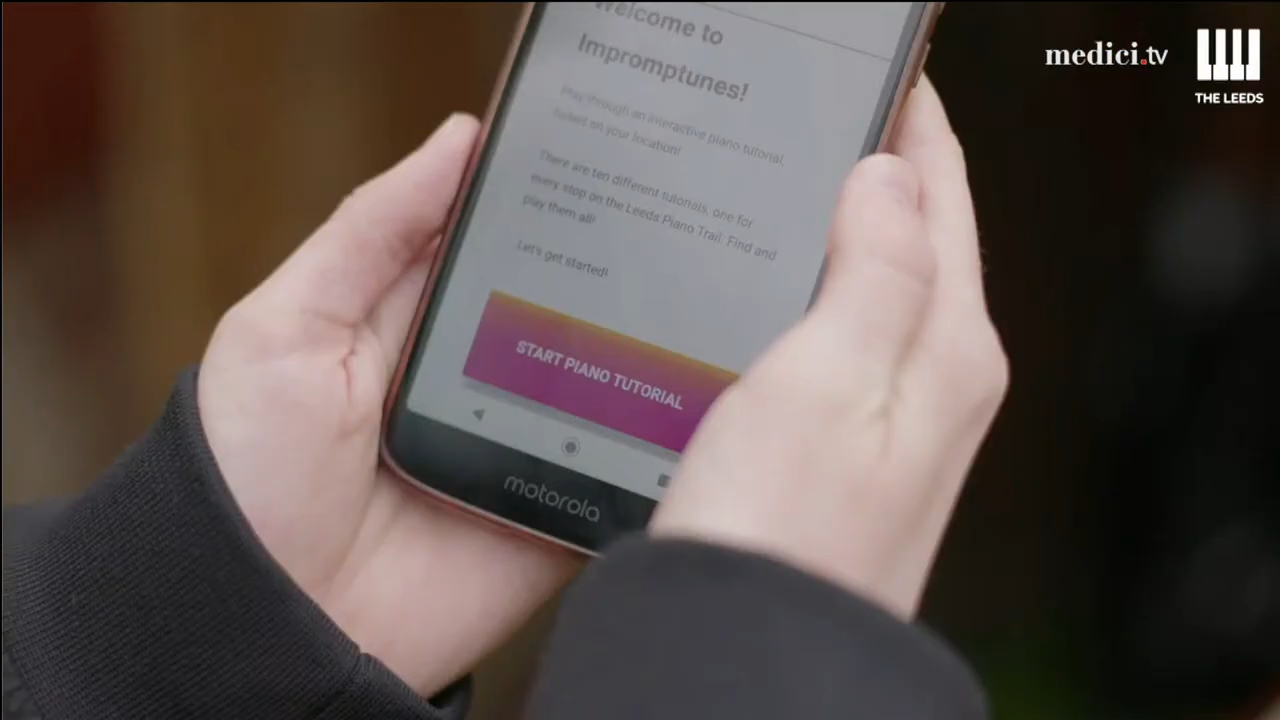 medici.tv
THE LEEDS
Welcome to
Impromptunes!
Play through an interactive piano tutorial,
based on your location!
There are ten different tutorials, one for
every stop on the Leeds Piano Trail. Find and
play them all!
Let's get started!
START PIANO TUTORIAL
motorola